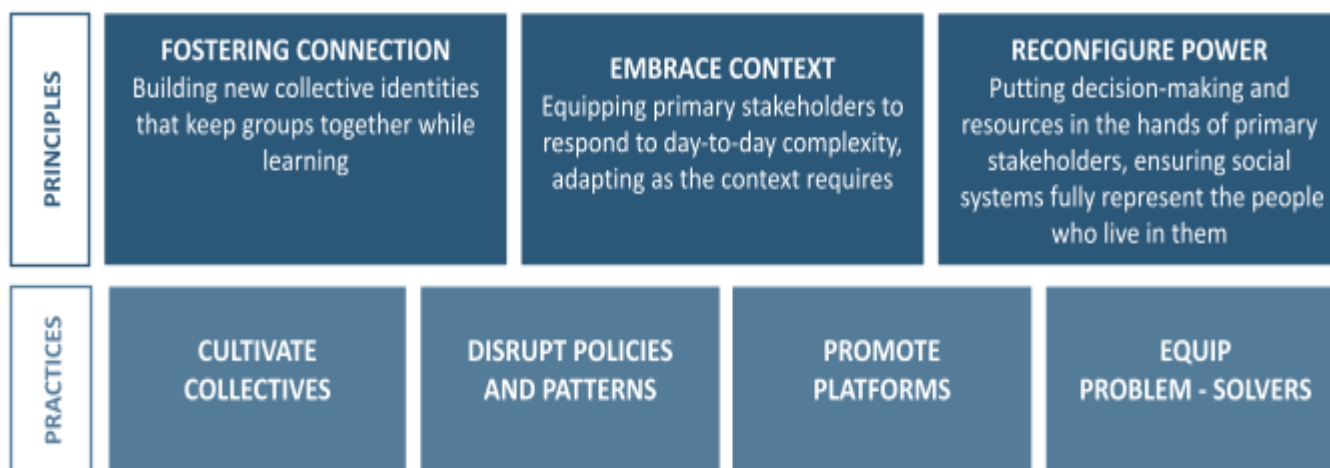 PRINCIPLES
FOSTERING CONNECTION
Building new collective identities
that keep groups together while
learning
EMBRACE CONTEXT
Equipping primary stakeholders to
respond to day-to-day complexity,
adapting as the context requires
RECONFIGURE POWER
Putting decision-making and
resources in the hands of primary
stakeholders, ensuring social
systems fully represent the people
who live in them
PRACTICES
CULTIVATE
COLLECTIVES
DISRUPT POLICIES
AND PATTERNS
PROMOTE
PLATFORMS
EQUIP
PROBLEM - SOLVERS